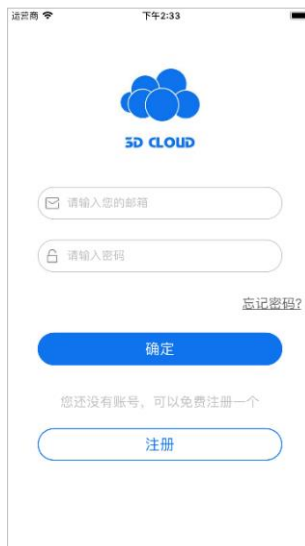 运营商 下午2:33
3D CLOUD
请输入您的邮箱
请输入密码
忘记密码?
确定
您还没有账号，可以免费注册一个
注册